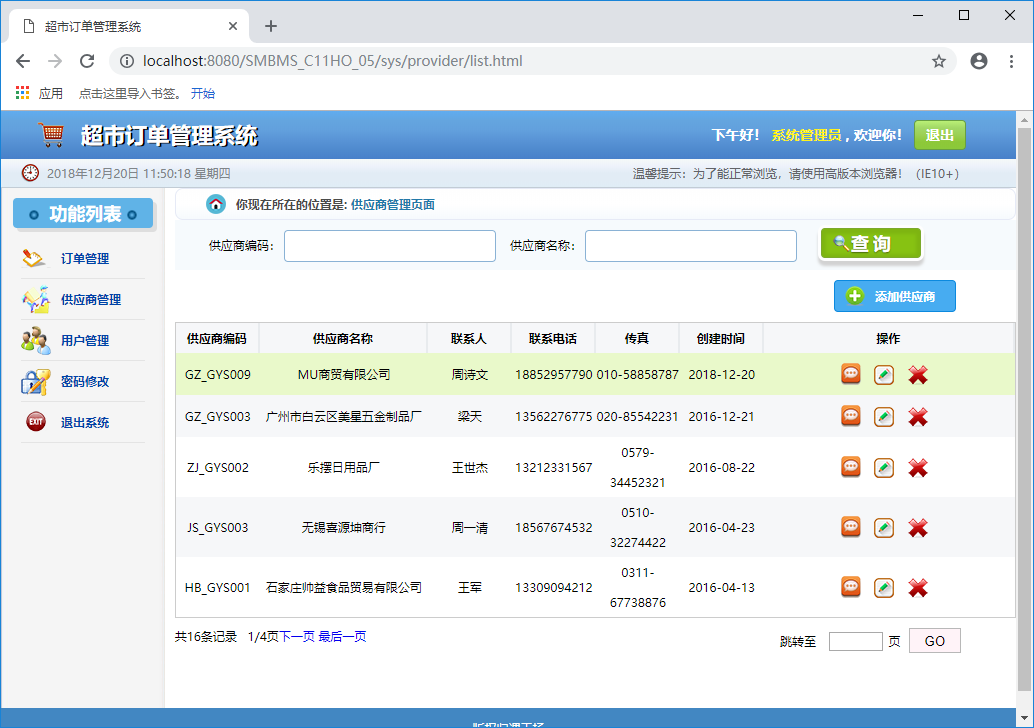 超市订单管理系统
localhost:8080/SMBMS_C11HO_05/sys/provider/list.html
应用 点击这里导入书签。 开始
超市订单管理系统
下午好! 系统管理员 , 欢迎你! 退出
2018年12月20日 11:50:18 星期四 温馨提示:为了能正常浏览,请使用高版本浏览器! (IE10+)
功能列表
你现在所在的位置是: 供应商管理页面
供应商编码: 供应商名称: 查 询
订单管理
供应商管理
用户管理
密码修改
EXIT 退出系统
添加供应商
供应商编码 供应商名称 联系人 联系电话 传真 创建时间 操作
GZ_GYS009 MU商贸有限公司 周诗文 18852957790 010-58858787 2018-12-20
GZ_GYS003 广州市白云区美星五金制品厂 梁天 13562276775 020-85542231 2016-12-21
ZJ_GYS002 乐摆日用品厂 王世杰 13212331567 0579-34452321 2016-08-22
JS_GYS003 无锡喜源坤商行 周一清 18567674532 0510-32274422 2016-04-23
HB_GYS001 石家庄帅益食品贸易有限公司 王军 13309094212 0311-67738876 2016-04-13
共16条记录 1/4页下一页 最后一页 跳转至 页 GO